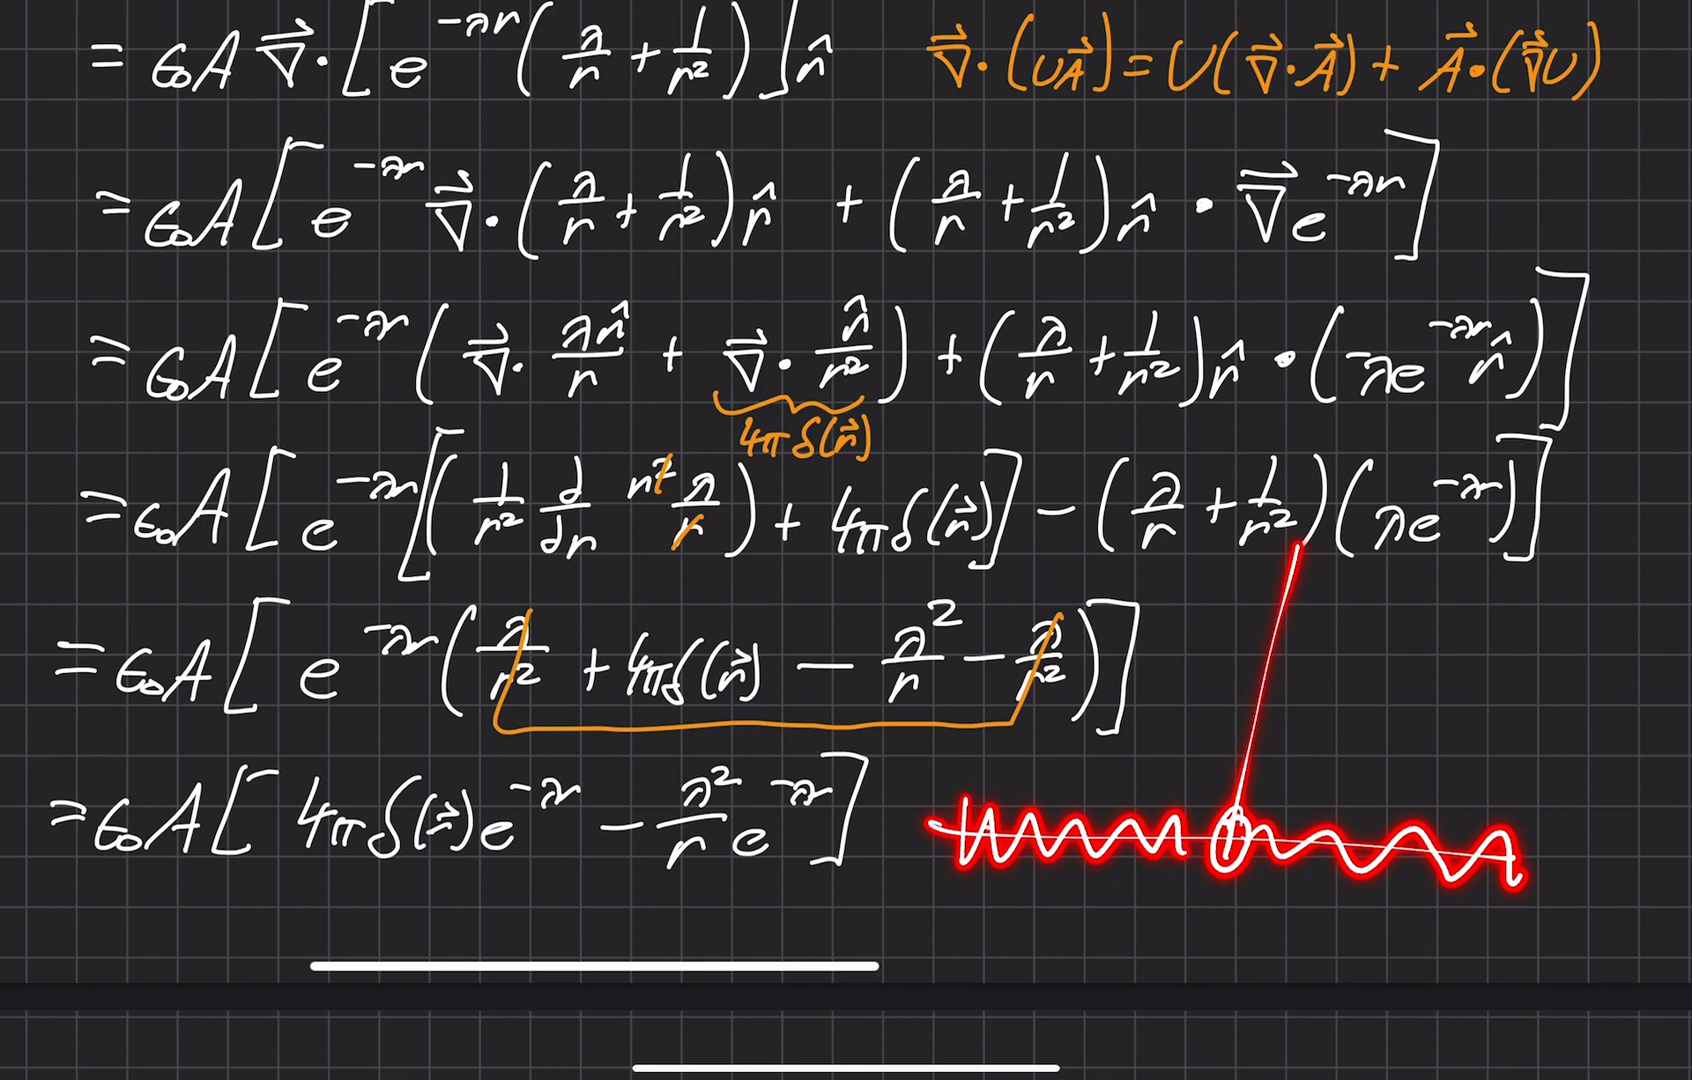 = ϵ₀A ∇⃗·[e^{-λr}(λ/r + 1/r²)]r̂   ∇⃗·(UA⃗) = U(∇⃗·A⃗) + A⃗·(∇⃗U)
= ϵ₀A[e^{-λr} ∇⃗·(λ/r + 1/r²)r̂ + (λ/r + 1/r²)r̂ · ∇⃗e^{-λr}]
= ϵ₀A[e^{-λr}(∇⃗·λr̂/r + ∇⃗·r̂/r²) + (λ/r + 1/r²)r̂·(-λe^{-λr}r̂)]
4πδ(r⃗)
= ϵ₀A[e^{-λr}[(1/r² d/dr r² λ/r) + 4πδ(r⃗)] - (λ/r + 1/r²)(λe^{-λr})]
= ϵ₀A[e^{-λr}(λ/r² + 4πδ(r⃗) - λ²/r - λ/r²)]
= ϵ₀A[4πδ(r⃗)e^{-λr} - λ²/r e^{-λr}]